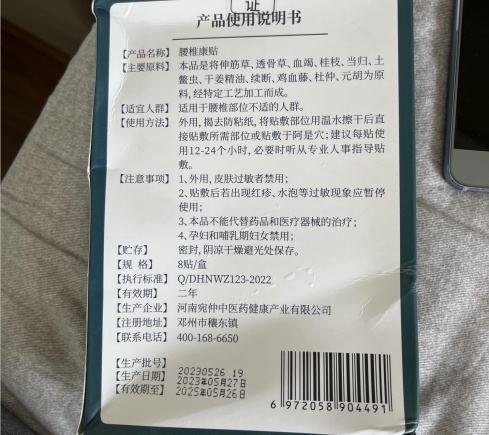 证
产品使用说明书
【产品名称】 腰椎康贴
【主要原料】 本品是将伸筋草,透骨草、血竭、桂枝、当归、土
鳖虫、干姜精油、续断、鸡血藤、杜仲、元胡为原
料,经特定工艺加工而成。
【适宜人群】 适用于腰椎部位不适的人群。
【使用方法】 外用,揭去防粘纸,将贴敷部位用温水擦干后直
接贴敷所需部位或贴敷于阿是穴;建议每贴使
用12-24个小时,必要时听从专业人事指导贴
敷。
【注意事项】 1、外用,皮肤过敏者禁用;
2、贴敷后若出现红疹、水泡等过敏现象应暂停
使用;
3、本品不能代替药品和医疗器械的治疗;
4、孕妇和哺乳期妇女禁用;
【贮存】 密封,阴凉干燥避光处保存。
【规 格】 8贴/盒
【执行标准】 Q/DHNWZ123-2022
【有效期】 二年
【生产企业】 河南宛仲中医药健康产业有限公司
【注册地址】 邓州市穰东镇
【联系电话】 400-168-6650
【生产批号】 20230526 19
【生产日期】 2023年05月27日
【有效期至】 2025年05月26日
6 972058 904491